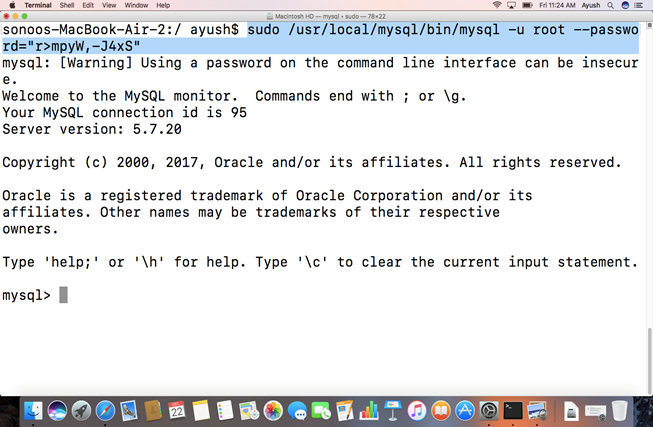 Terminal Shell Edit View Window Help Fri 11:24 AM Ayush
Macintosh HD — mysql ‹ sudo — 78×22
sonoos-MacBook-Air-2:/ ayush$ sudo /usr/local/mysql/bin/mysql -u root --passwo
rd="r>mpyW,-J4xS"
mysql: [Warning] Using a password on the command line interface can be insecur
e.
Welcome to the MySQL monitor.  Commands end with ; or \g.
Your MySQL connection id is 95
Server version: 5.7.20
Copyright (c) 2000, 2017, Oracle and/or its affiliates. All rights reserved.
Oracle is a registered trademark of Oracle Corporation and/or its
affiliates. Other names may be trademarks of their respective
owners.
Type 'help;' or '\h' for help. Type '\c' to clear the current input statement.
mysql>
22